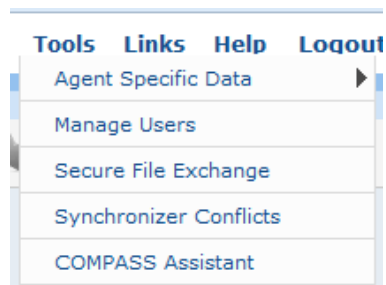 Tools Links Help Logout
Agent Specific Data
Manage Users
Secure File Exchange
Synchronizer Conflicts
COMPASS Assistant